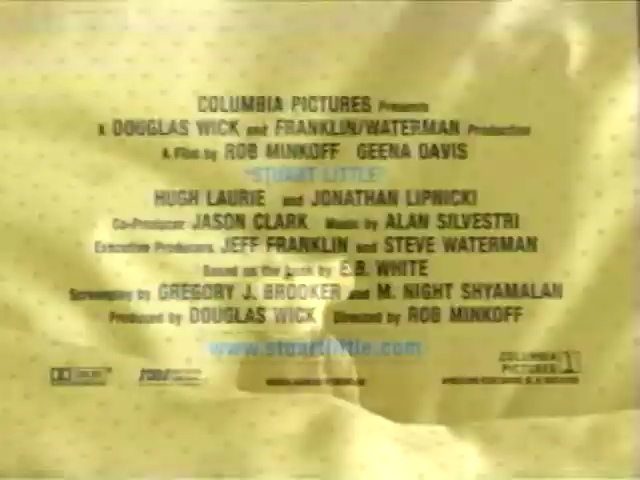 COLUMBIA PICTURES Presents
A DOUGLAS WICK and FRANKLIN/WATERMAN Production
A Film by ROB MINKOFF GEENA DAVIS
"STUART LITTLE"
HUGH LAURIE and JONATHAN LIPNICKI
Co-Producer JASON CLARK Music by ALAN SILVESTRI
Executive Producers JEFF FRANKLIN and STEVE WATERMAN
Based on the book by E.B. WHITE
Screenplay by GREGORY J. BROOKER and M. NIGHT SHYAMALAN
Produced by DOUGLAS WICK Directed by ROB MINKOFF
www.stuartlittle.com
COLUMBIA
PICTURES